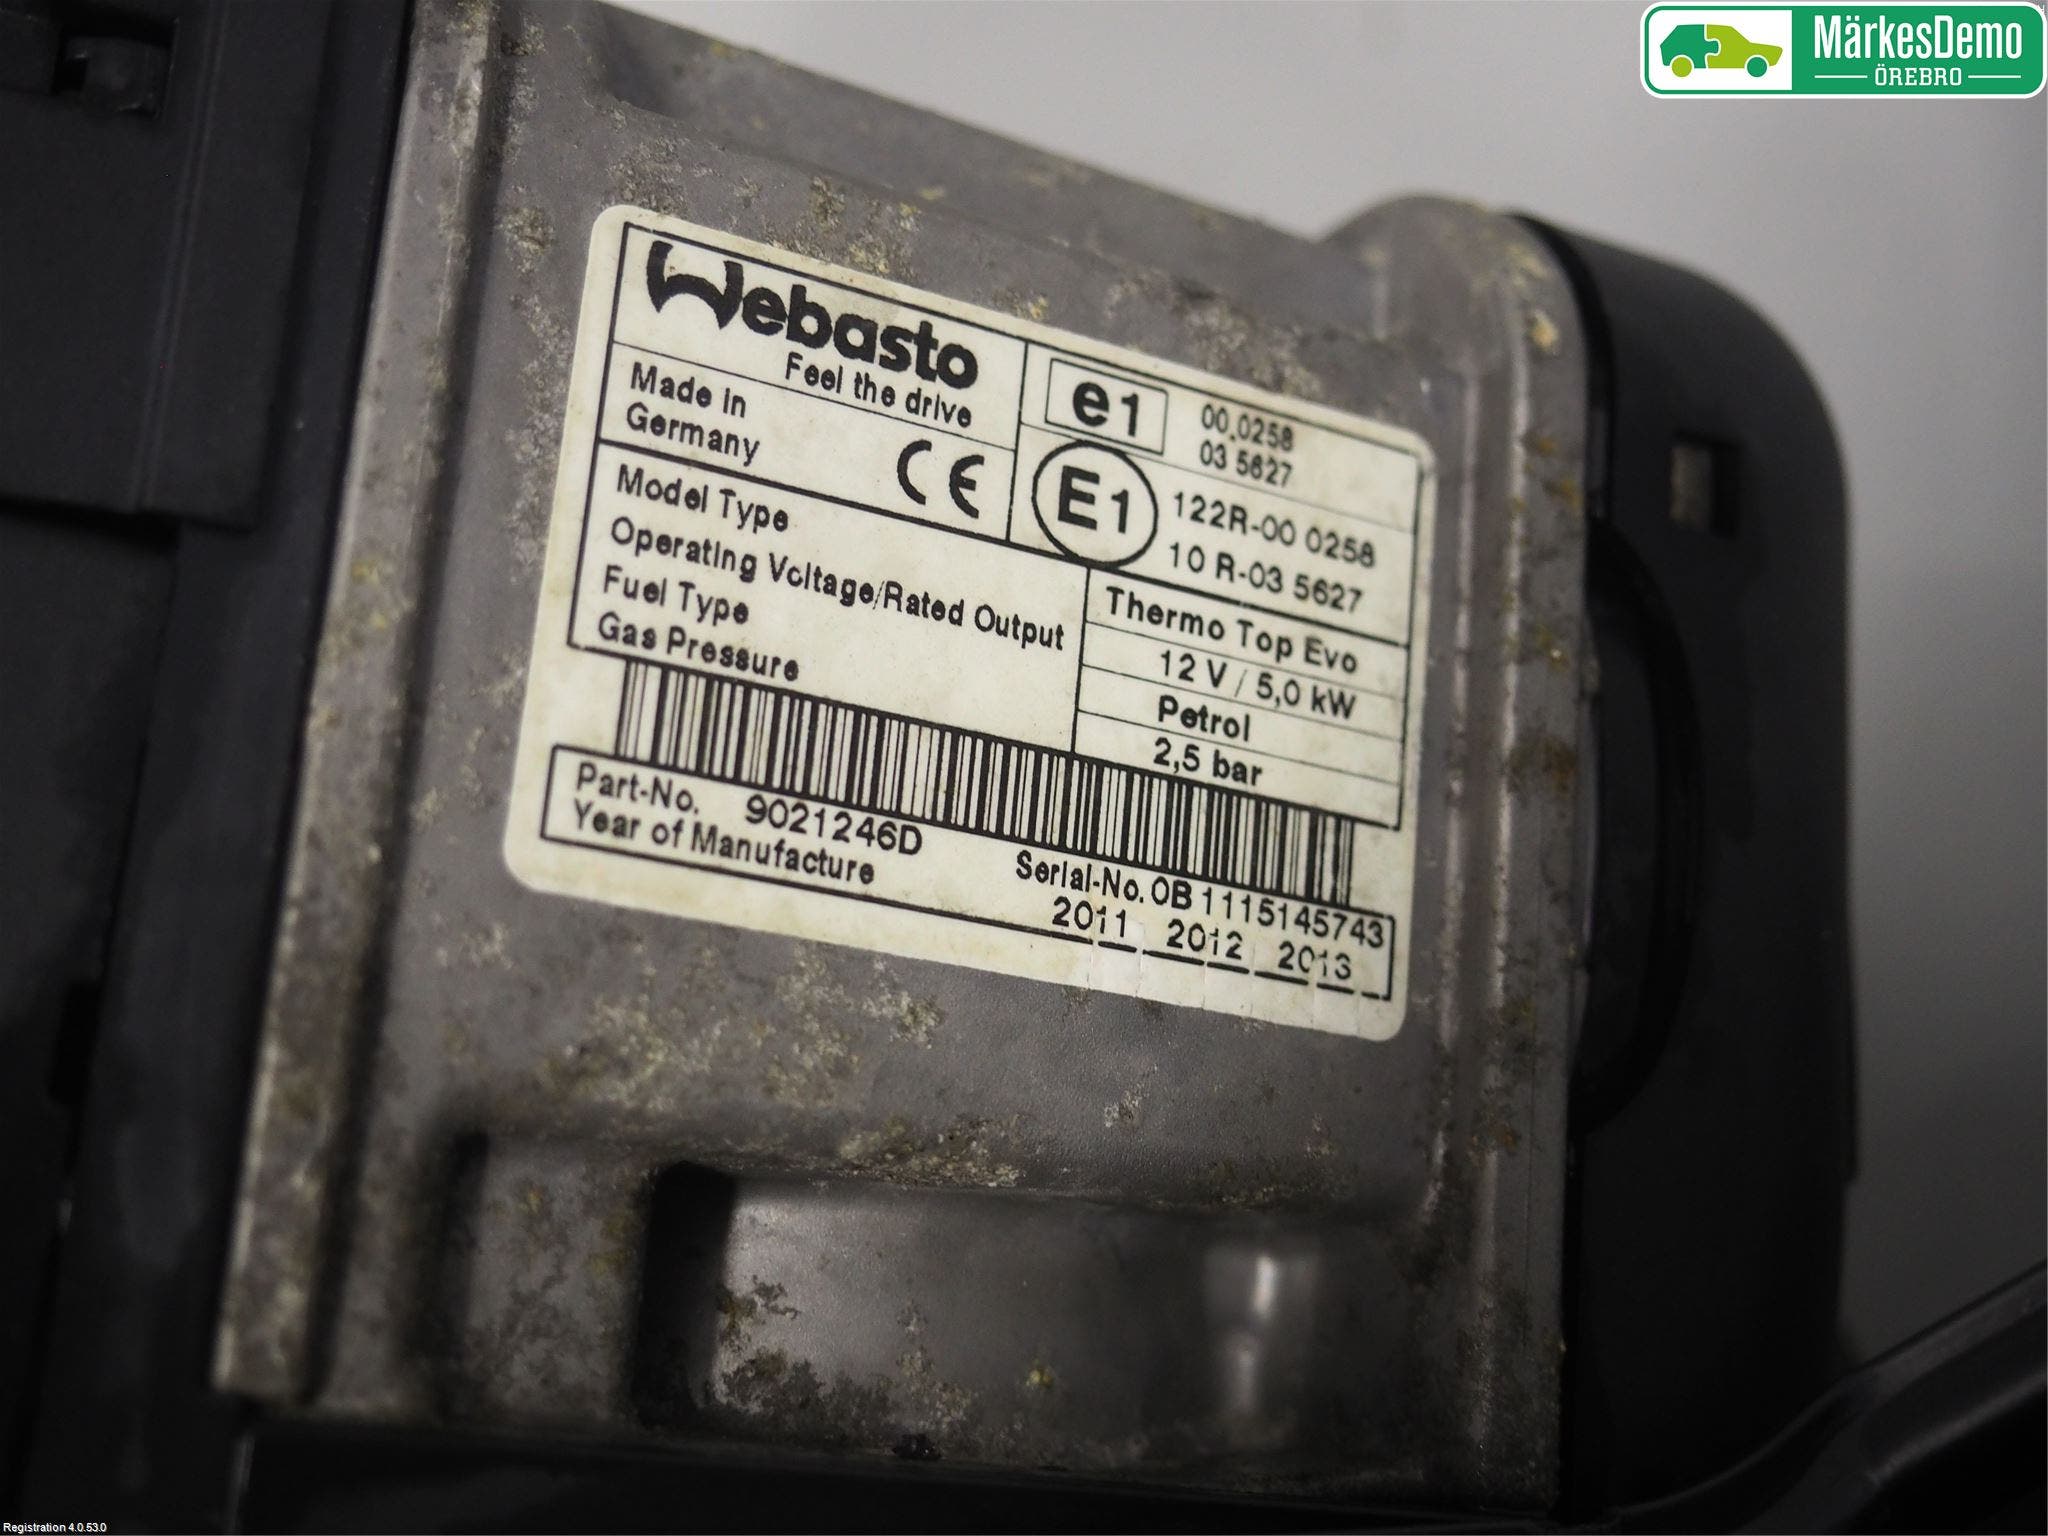 MärkesDemo
ÖREBRO
Webasto
Feel the drive
Made in
Germany
CE
e1
00.0258
03 5627
E1
122R-00 0258
10 R-03 5627
Model Type
Thermo Top Evo
Operating Voltage/Rated Output
12 V / 5,0 kW
Fuel Type
Petrol
Gas Pressure
2,5 bar
Part-No. 9021246D
Serial-No. 0B 1115145743
Year of Manufacture
2011 2012 2013
Registration 4.0.53.0